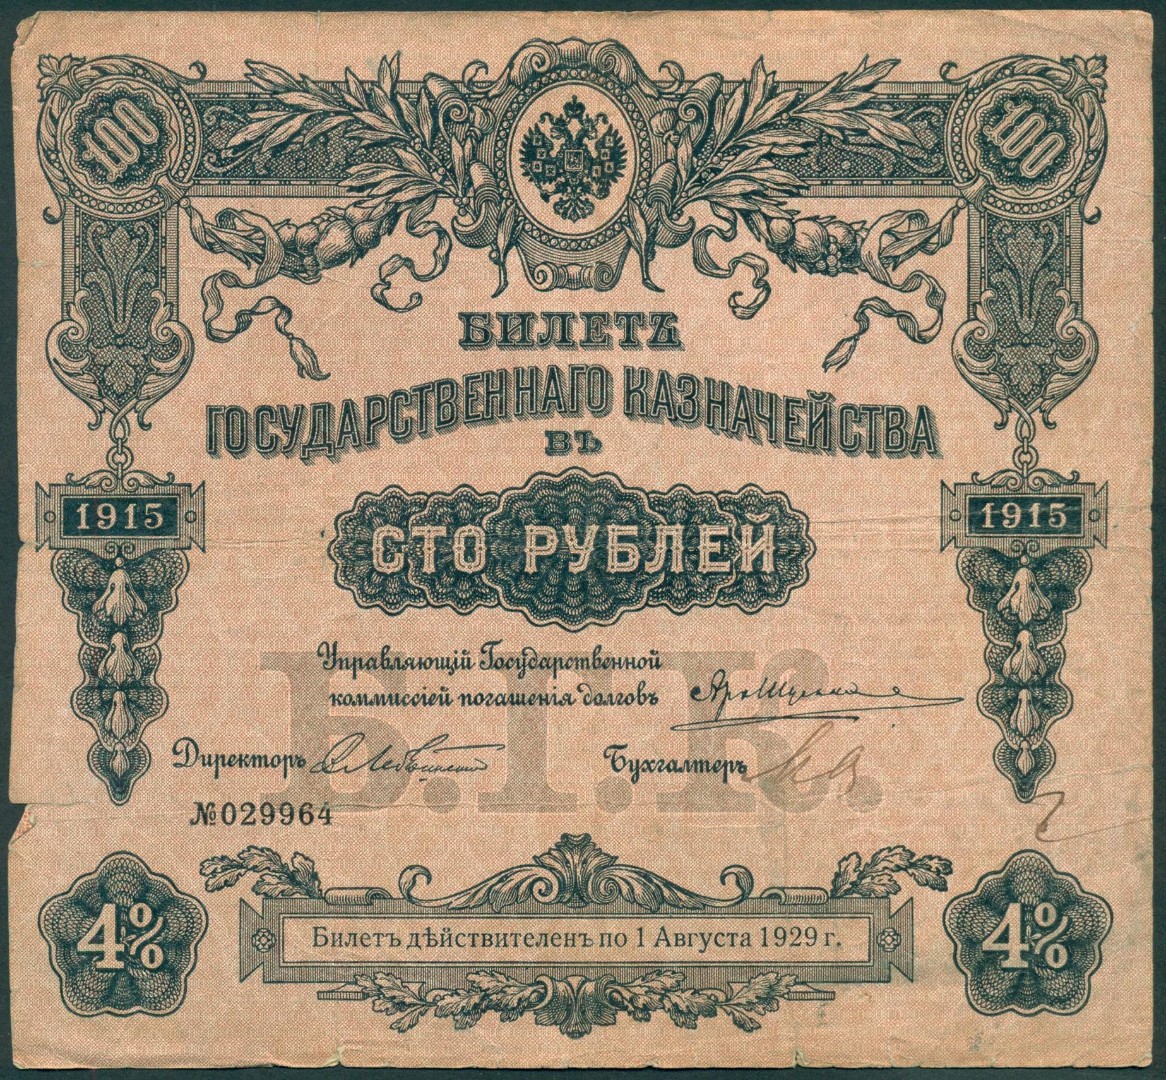 100 100
БИЛЕТЪ
ГОСУДАРСТВЕННАГО КАЗНАЧЕЙСТВА
ВЪ
1915 1915
СТО РУБЛЕЙ
Б.Г.К.
Управляющій Государственной
коммиссіей погашенія долговъ
Директоръ Бухгалтеръ
№029964
4% 4%
Билетъ дѣйствителенъ по 1 Августа 1929 г.